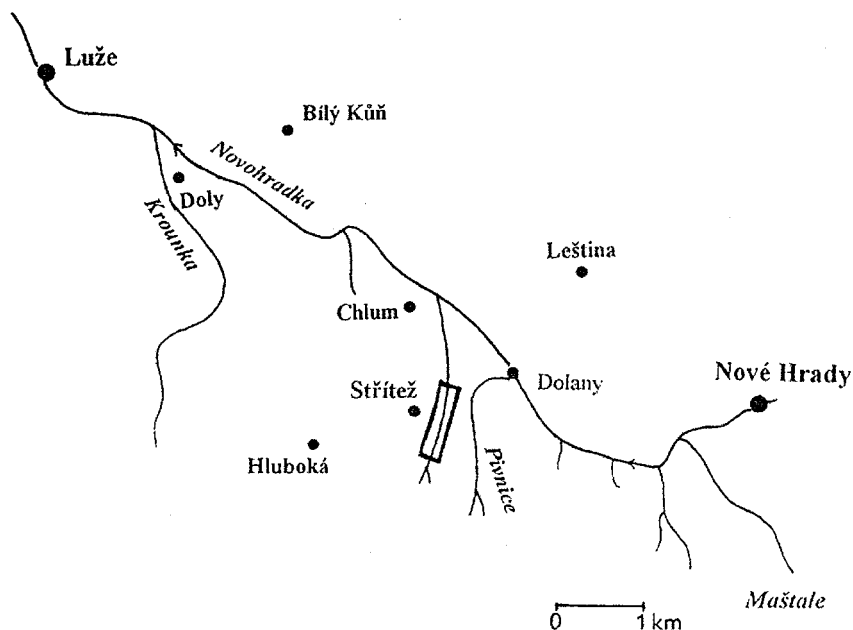 Luže
Bílý Kůň
Novohradka
Doly
Krounka
Leština
Chlum
Nové Hrady
Střítež
Dolany
Hluboká
Pivnice
Maštale
0 1 km